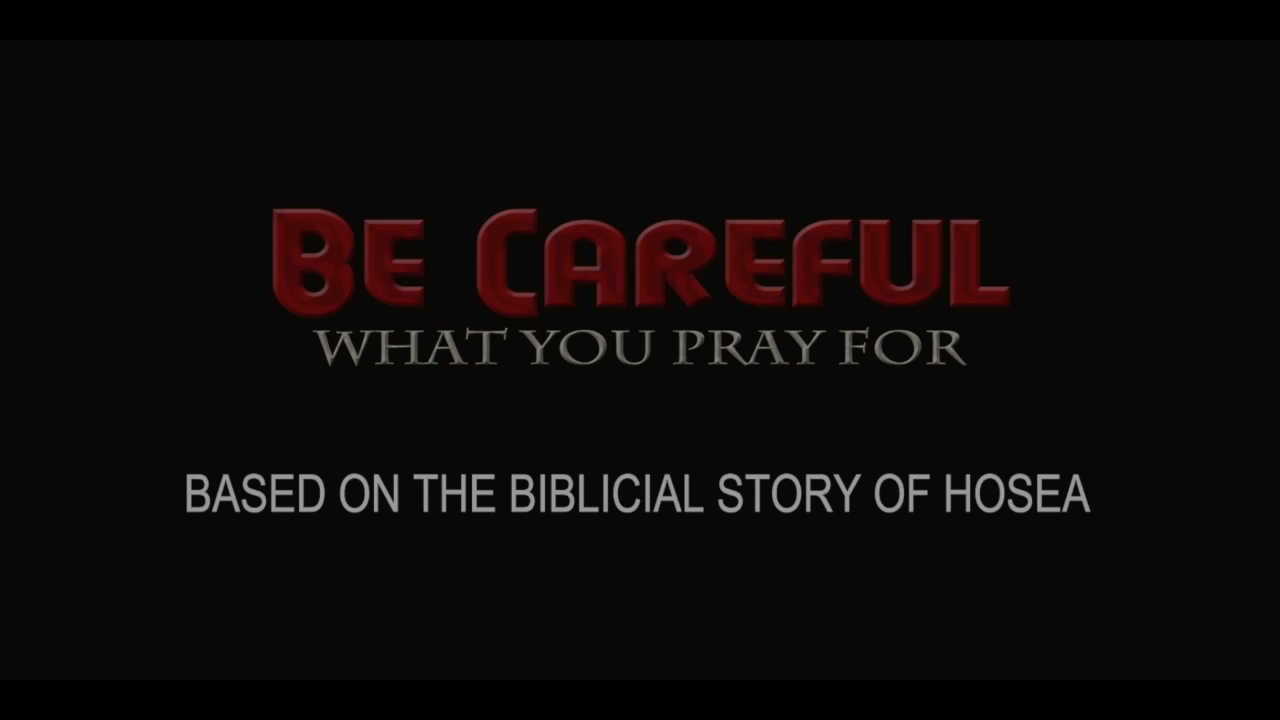 BE CAREFUL
WHAT YOU PRAY FOR
BASED ON THE BIBLICIAL STORY OF HOSEA